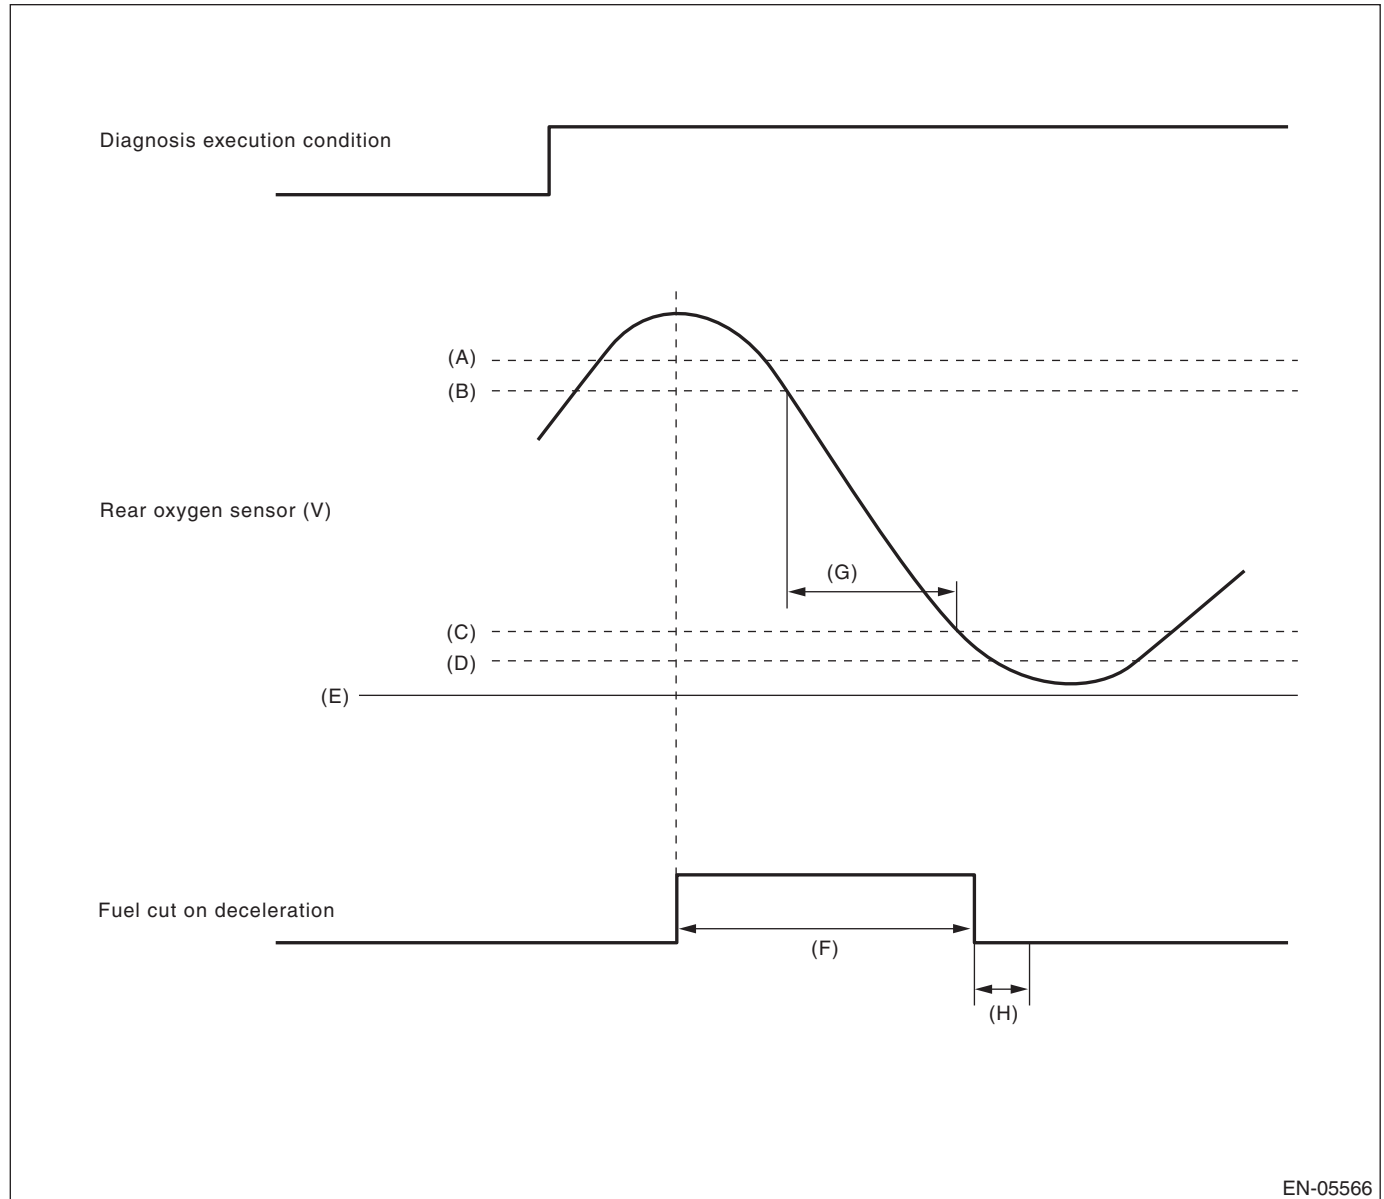 Diagnosis execution condition
(A)
(B)
Rear oxygen sensor (V)
(G)
(C)
(D)
(E)
Fuel cut on deceleration
(F)
(H)
EN-05566